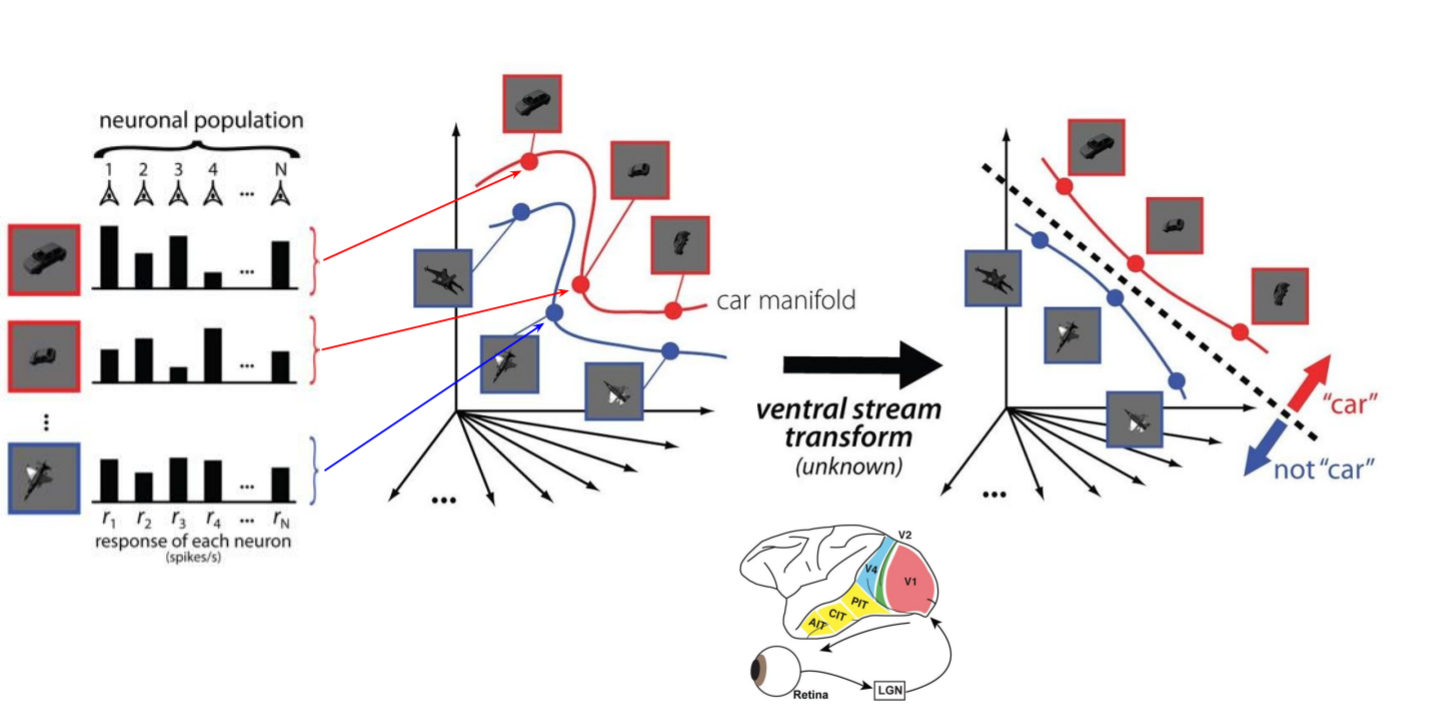 neuronal population
1 2 3 4 ... N
r1 r2 r3 r4 ... rN
response of each neuron
(spikes/s)
...
car manifold
ventral stream
transform
(unknown)
...
"car"
not "car"
V2
V4
V1
PIT
CIT
AIT
Retina
LGN